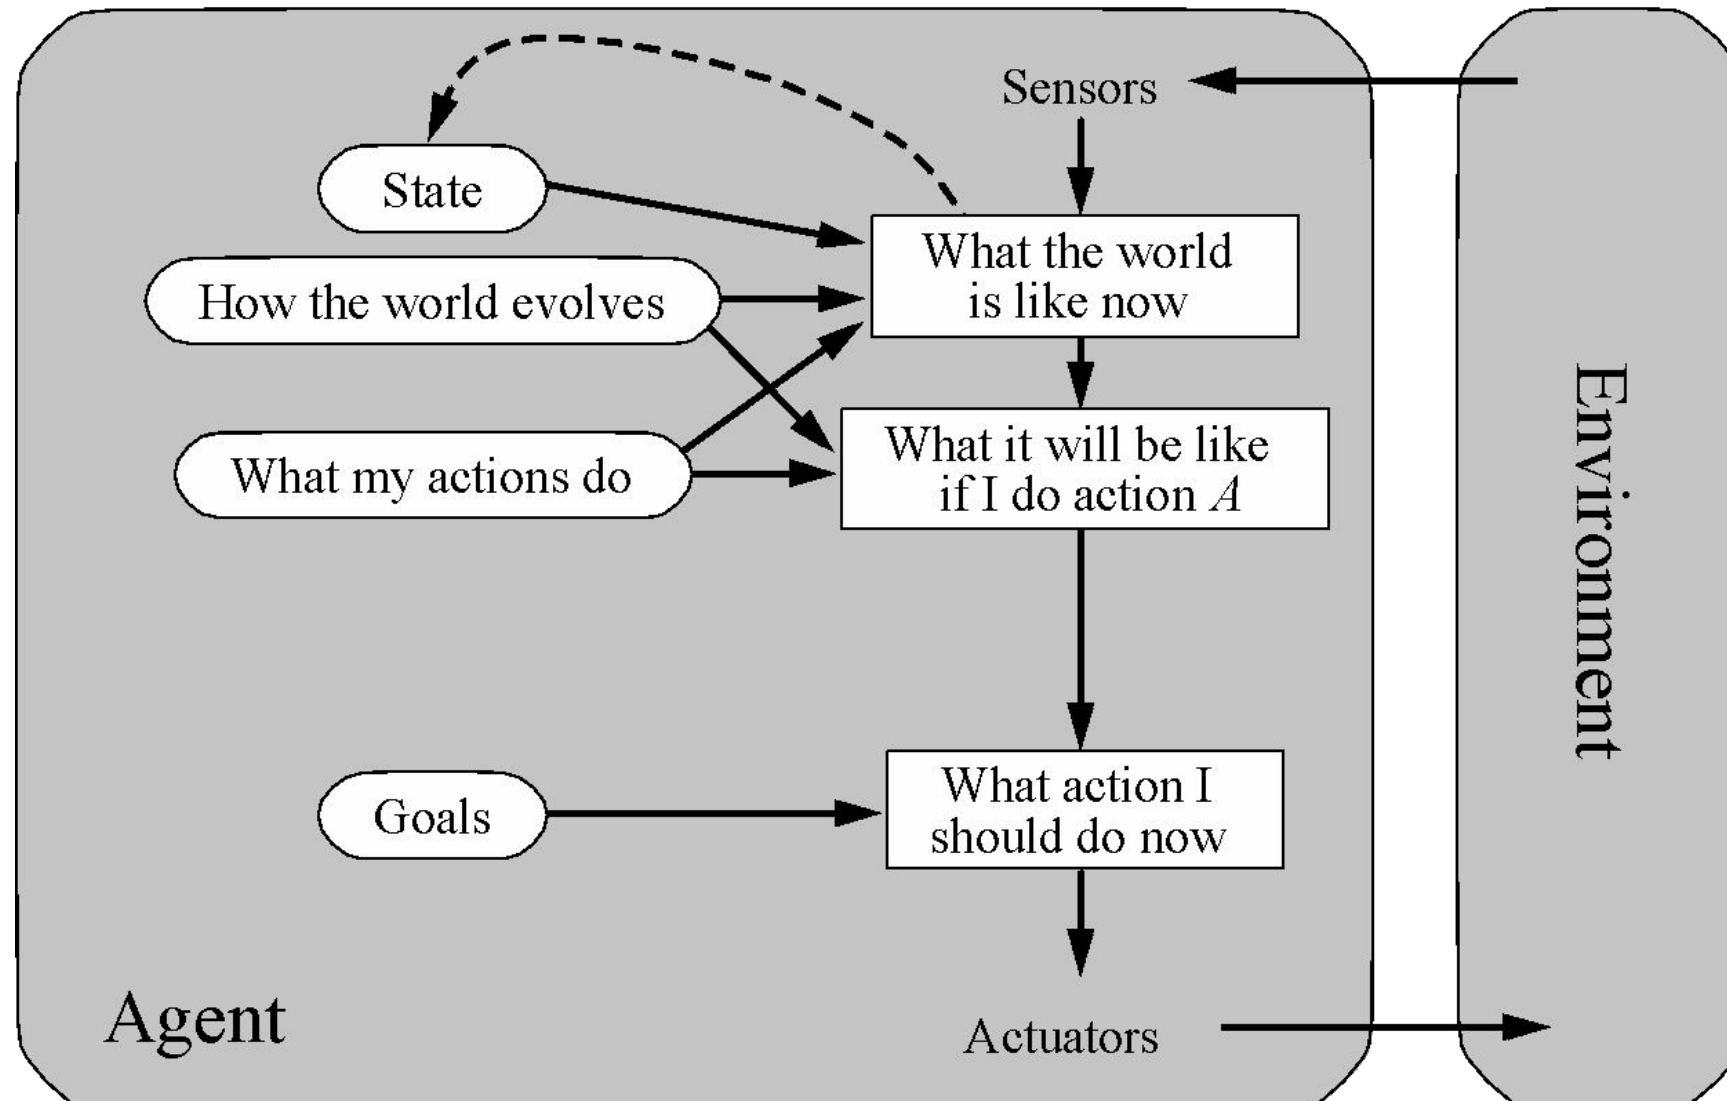 Sensors
State
What the world
is like now
How the world evolves
What my actions do
What it will be like
if I do action A
Environment
Goals
What action I
should do now
Agent
Actuators